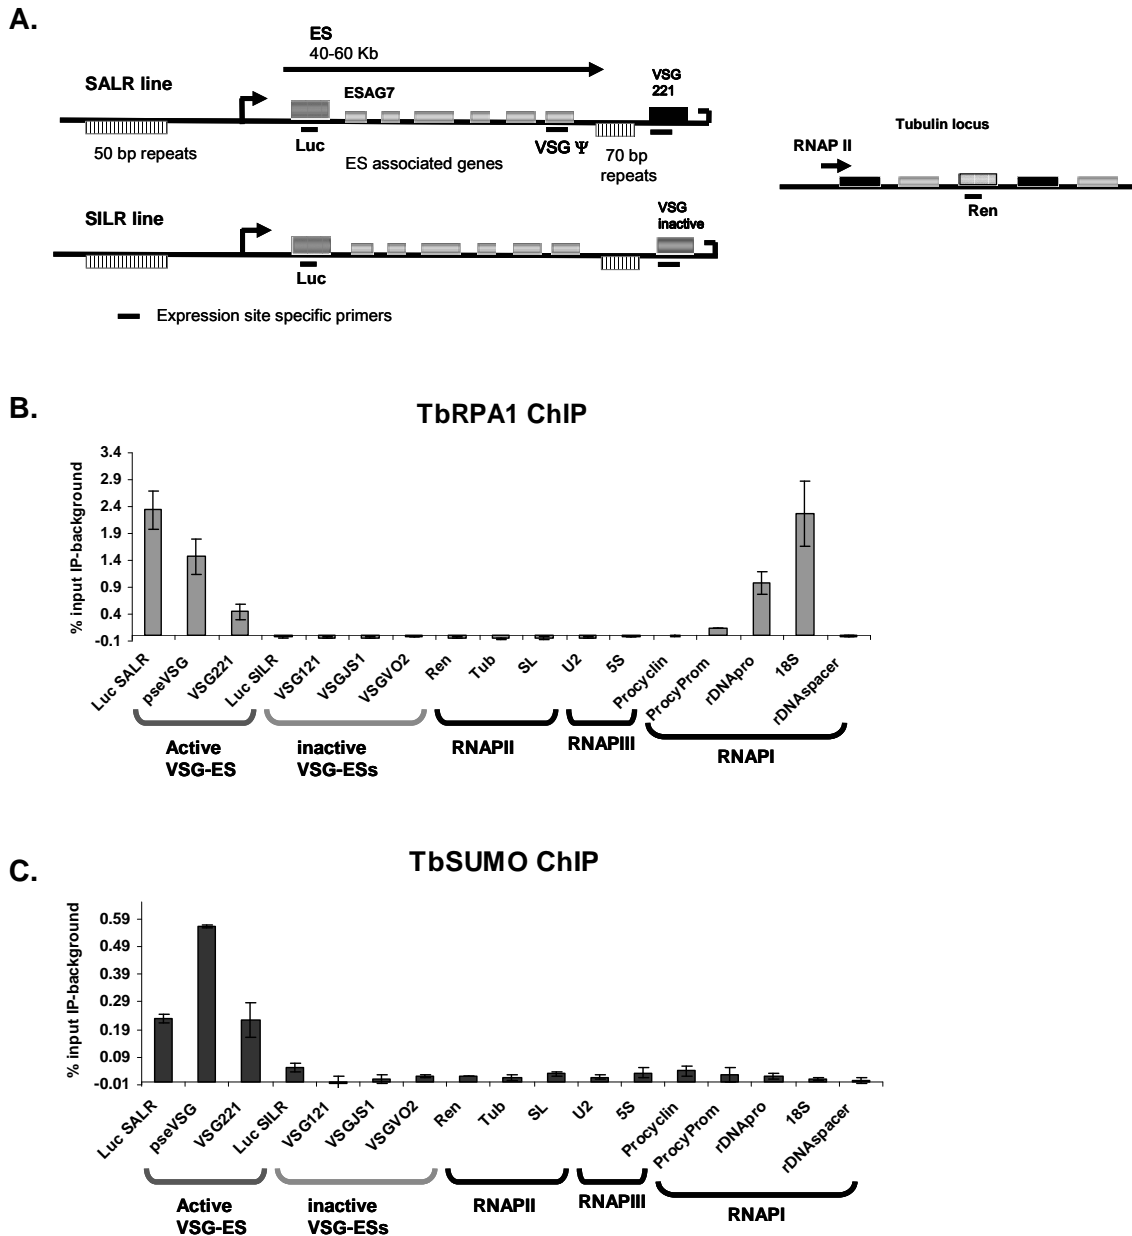 A.
ES
40-60 Kb
SALR line
ESAG7
VSG
221
Luc
VSG Ψ
50 bp repeats
ES associated genes
70 bp
repeats
Tubulin locus
RNAP II
Ren
SILR line
VSG
inactive
Luc
Expression site specific primers
B.
TbRPA1 ChIP
% input IP-background
3.4
2.9
2.4
1.9
1.4
0.9
0.4
-0.1
Luc SALR
pseVSG
VSG221
Luc SILR
VSG121
VSGJS1
VSGVO2
Ren
Tub
SL
U2
5S
Procyclin
ProcyProm
rDNApro
18S
rDNAspacer
Active
VSG-ES
inactive
VSG-ESs
RNAPII
RNAPIII
RNAPI
C.
TbSUMO ChIP
% input IP-background
0.59
0.49
0.39
0.29
0.19
0.09
-0.01
Luc SALR
pseVSG
VSG221
Luc SILR
VSG121
VSGJS1
VSGVO2
Ren
Tub
SL
U2
5S
Procyclin
ProcyProm
rDNApro
18S
rDNAspacer
Active
VSG-ES
inactive
VSG-ESs
RNAPII
RNAPIII
RNAPI